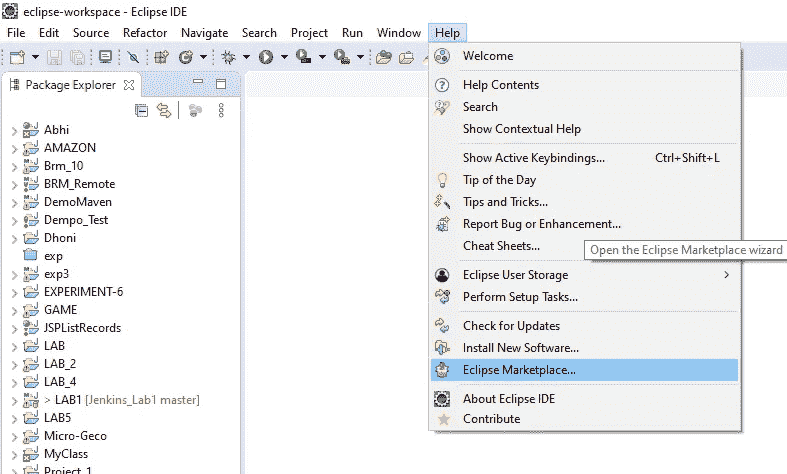 eclipse-workspace - Eclipse IDE
File Edit Source Refactor Navigate Search Project Run Window Help
Package Explorer
Abhi
AMAZON
Brm_10
BRM_Remote
DemoMaven
Dempo_Test
Dhoni
exp
exp3
EXPERIMENT-6
GAME
JSPListRecords
LAB
LAB_2
LAB_4
> LAB1 [Jenkins_Lab1 master]
LAB5
Micro-Geco
MyClass
Project_1
Welcome
Help Contents
Search
Show Contextual Help
Show Active Keybindings... Ctrl+Shift+L
Tip of the Day
Tips and Tricks...
Report Bug or Enhancement...
Cheat Sheets...
Open the Eclipse Marketplace wizard
Eclipse User Storage
Perform Setup Tasks...
Check for Updates
Install New Software...
Eclipse Marketplace...
About Eclipse IDE
Contribute